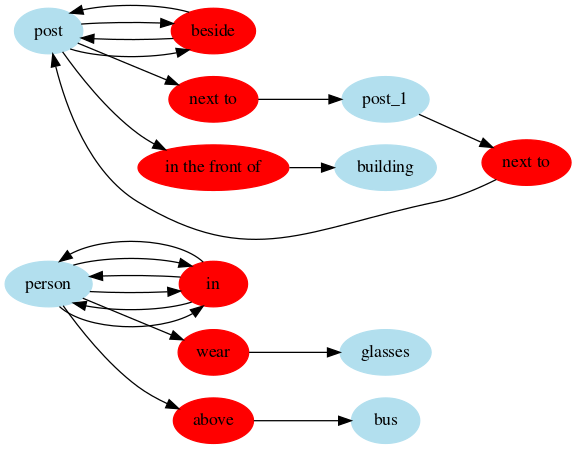 post
beside
next to
post_1
in the front of
building
next to
person
in
wear
glasses
above
bus